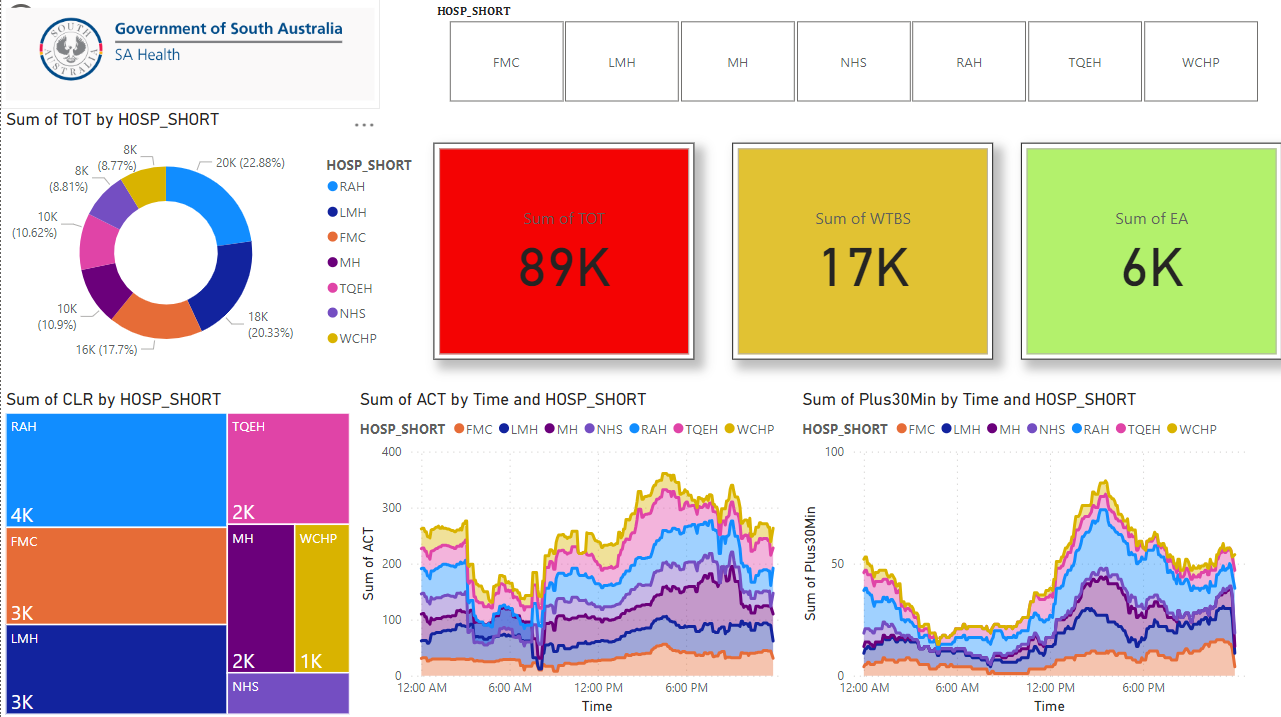 SOUTH
AUSTRALIA
Government of South Australia
SA Health
HOSP_SHORT
FMC
LMH
MH
NHS
RAH
TQEH
WCHP
Sum of TOT by HOSP_SHORT
...
8K
(8.77%)
8K
(8.81%)
10K
(10.62%)
10K
(10.9%)
16K (17.7%)
18K
(20.33%)
20K (22.88%)
HOSP_SHORT
RAH
LMH
FMC
MH
TQEH
NHS
WCHP
Sum of TOT
89K
Sum of WTBS
17K
Sum of EA
6K
Sum of CLR by HOSP_SHORT
RAH
4K
FMC
3K
LMH
3K
TQEH
2K
MH
2K
WCHP
1K
NHS
Sum of ACT by Time and HOSP_SHORT
HOSP_SHORT FMC LMH MH NHS RAH TQEH WCHP
Sum of ACT
400
300
200
100
0
12:00 AM 6:00 AM 12:00 PM 6:00 PM
Time
Sum of Plus30Min by Time and HOSP_SHORT
HOSP_SHORT FMC LMH MH NHS RAH TQEH WCHP
Sum of Plus30Min
100
50
0
12:00 AM 6:00 AM 12:00 PM 6:00 PM
Time